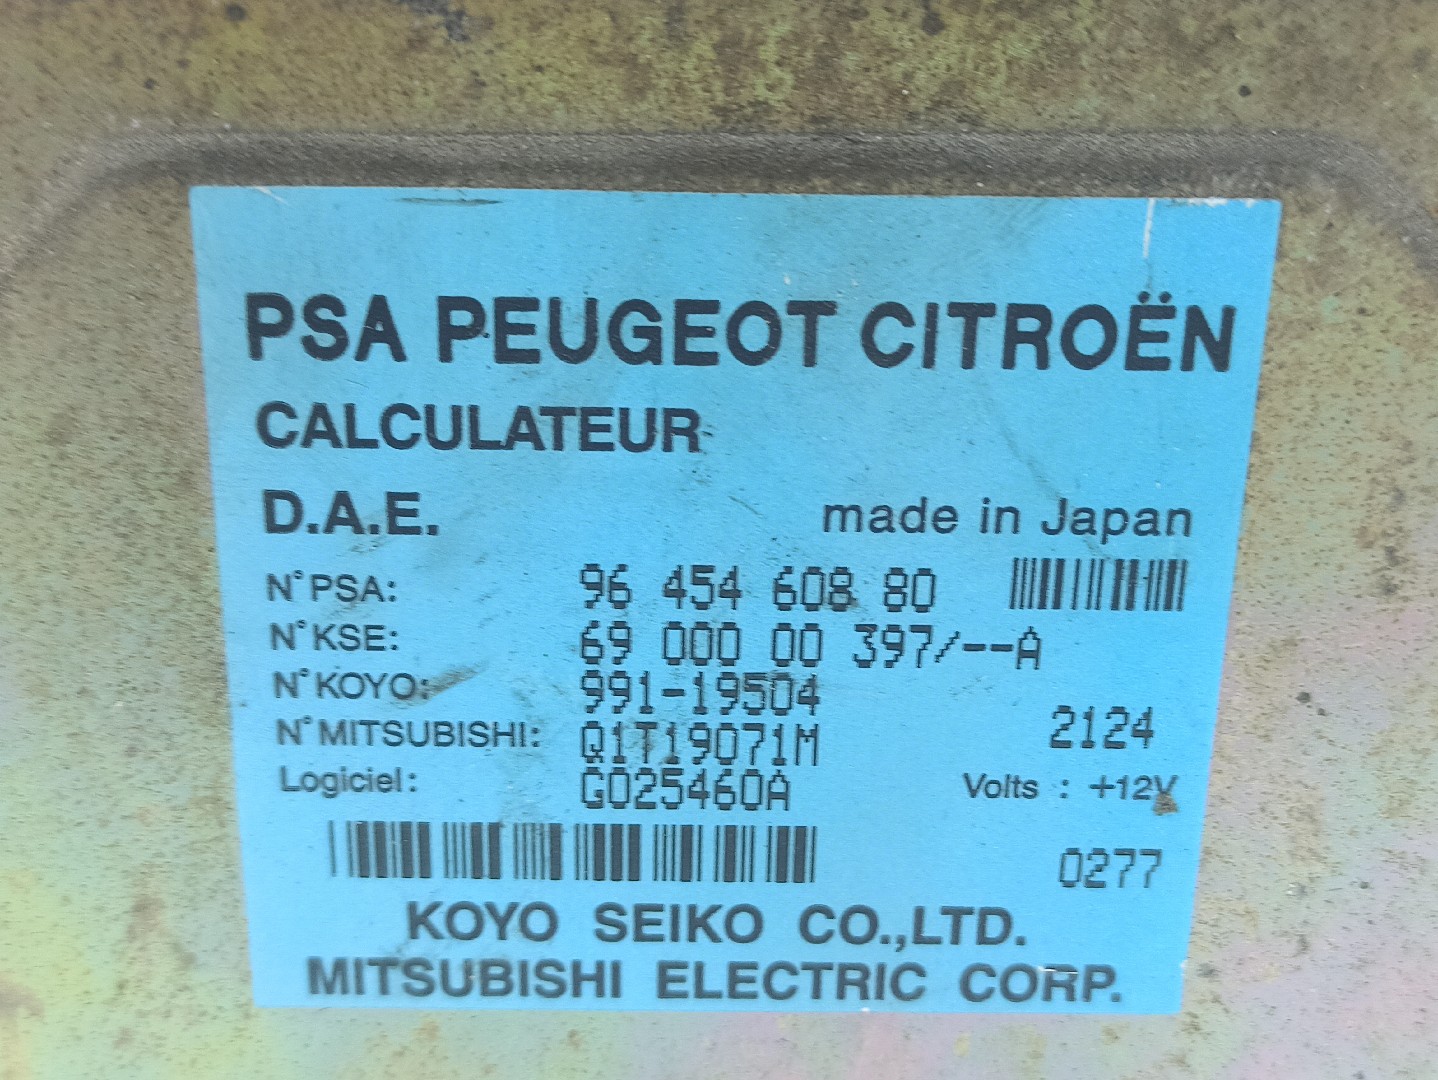 PSA PEUGEOT CITROËN
CALCULATEUR
D.A.E. made in Japan
N°PSA: 96 454 608 80
N°KSE: 69 000 00 397/--A
N°KOYO: 991-19504
N°MITSUBISHI: Q1T19071M 2124
Logiciel: G025460A Volts : +12V
0277
KOYO SEIKO CO.,LTD.
MITSUBISHI ELECTRIC CORP.